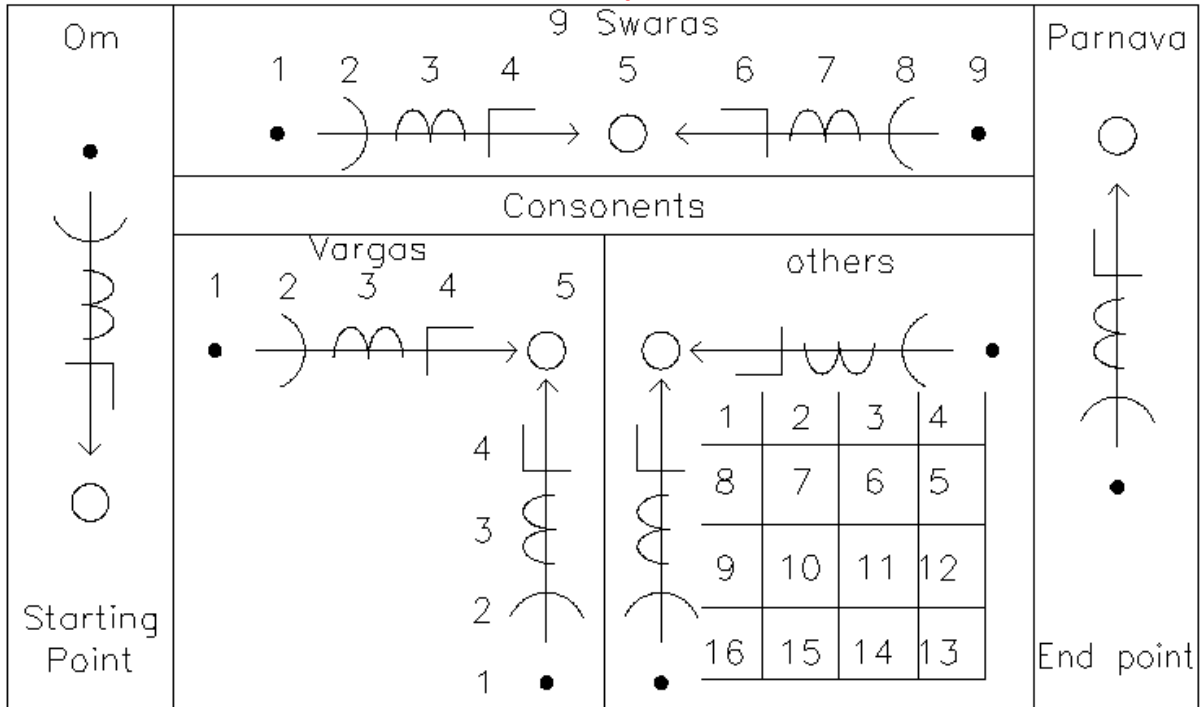 Om
9 Swaras
Parnava
1 2 3 4 5 6 7 8 9
Consonents
Vargas
others
1 2 3 4 5
4
3
2
1
1 2 3 4
8 7 6 5
9 10 11 12
16 15 14 13
Starting
Point
End point